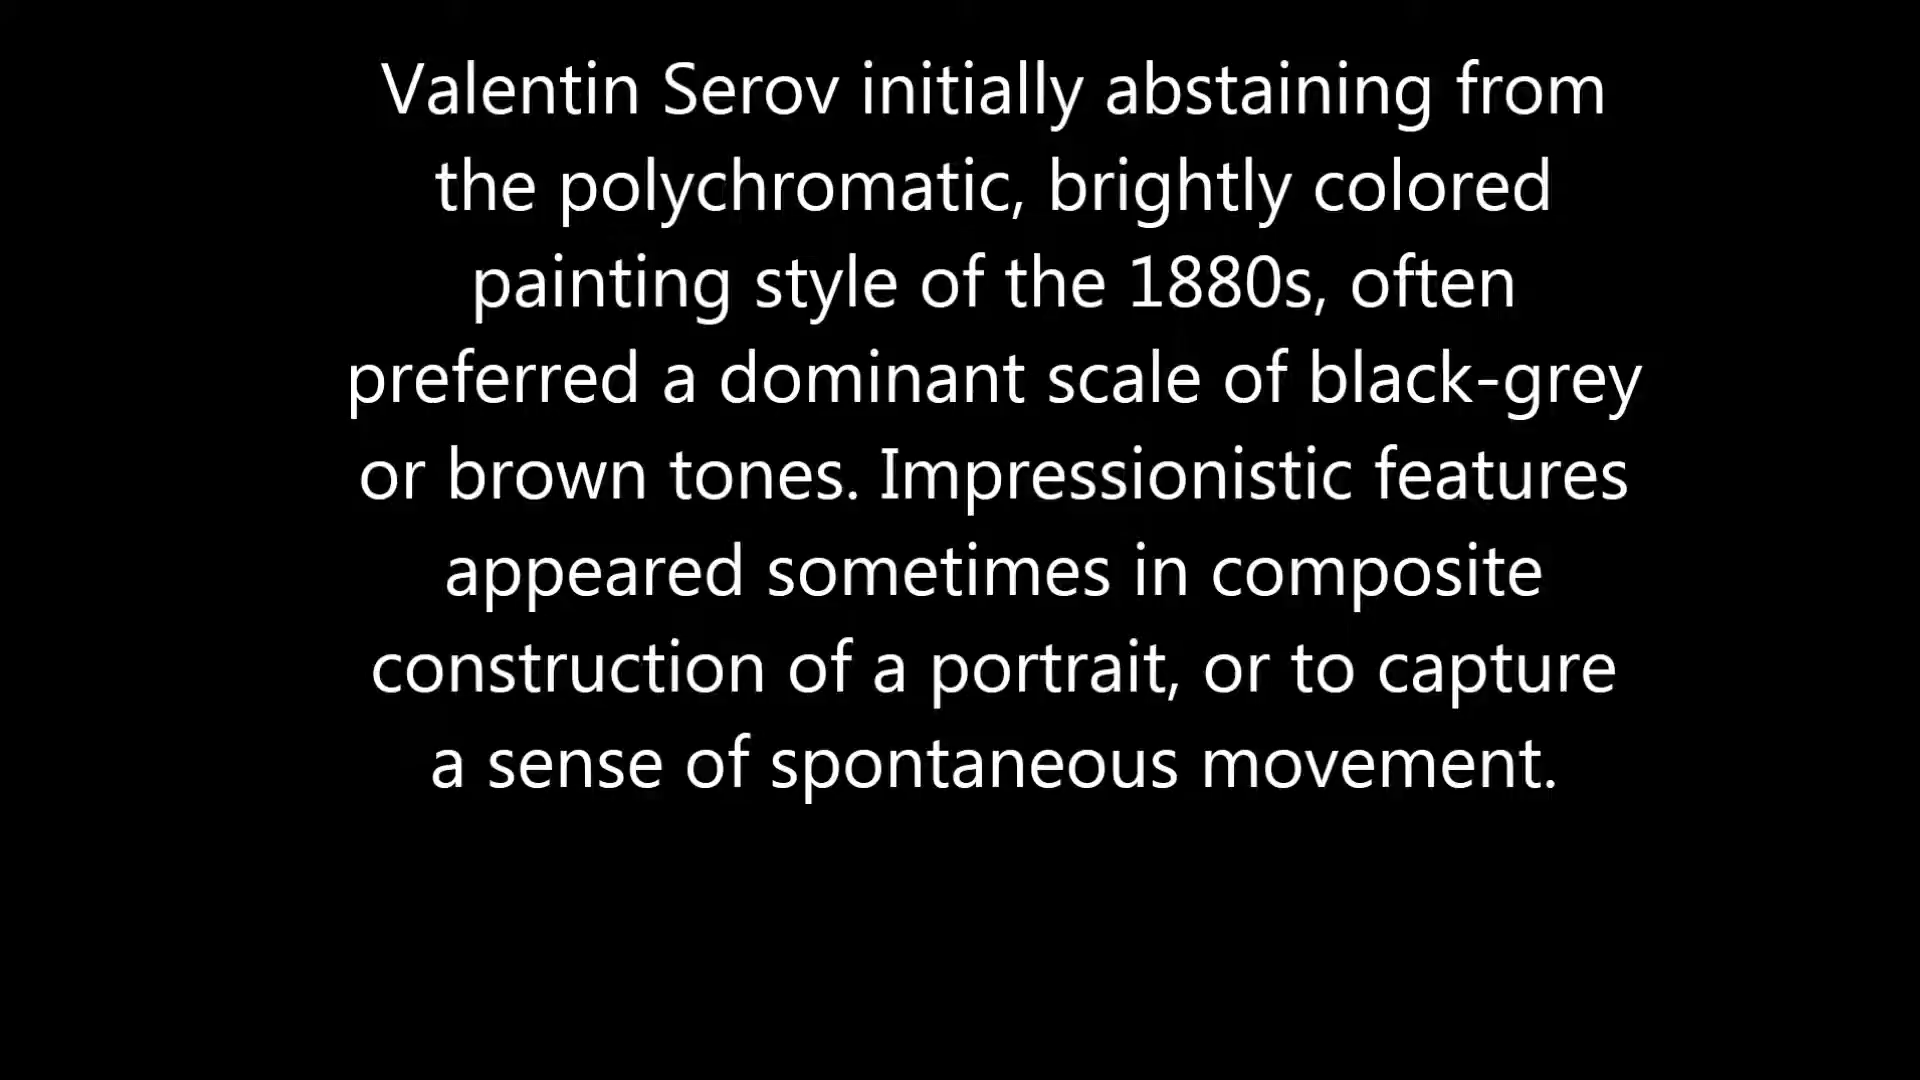 Valentin Serov initially abstaining from
the polychromatic, brightly colored
painting style of the 1880s, often
preferred a dominant scale of black-grey
or brown tones. Impressionistic features
appeared sometimes in composite
construction of a portrait, or to capture
a sense of spontaneous movement.